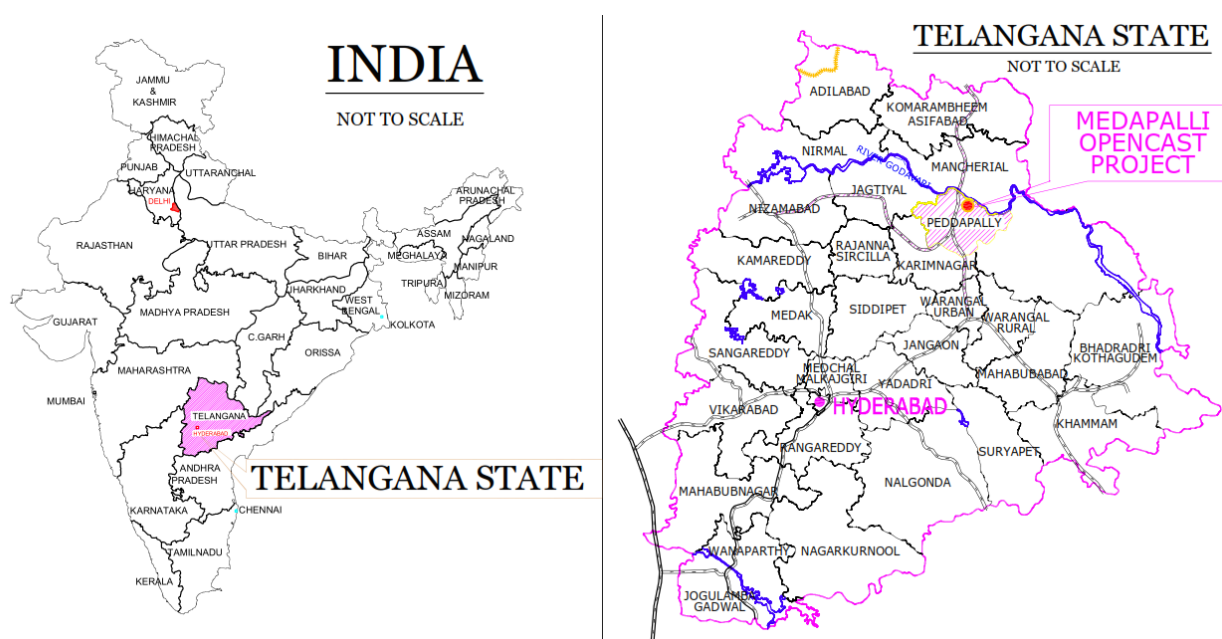 INDIA
NOT TO SCALE
JAMMU
&
KASHMIR
HIMACHAL
PRADESH
PUNJAB
UTTARANCHAL
HARYANA
DELHI
ARUNACHAL
PRADESH
RAJASTHAN
UTTAR PRADESH
ASSAM
NAGALAND
BIHAR
MEGHALAYA
MANIPUR
TRIPURA
MIZORAM
JHARKHAND
WEST
BENGAL
KOLKOTA
GUJARAT
MADHYA PRADESH
C.GARH
ORISSA
MAHARASHTRA
MUMBAI
TELANGANA
HYDERABAD
TELANGANA STATE
ANDHRA
PRADESH
KARNATAKA
CHENNAI
TAMILNADU
KERALA
TELANGANA STATE
NOT TO SCALE
ADILABAD
KOMARAMBHEEM
ASIFABAD
MEDAPALLI
OPENCAST
PROJECT
NIRMAL
RIVER GODAVARI
MANCHERIAL
JAGTIYAL
NIZAMABAD
PEDDAPALLY
RAJANNA
SIRCILLA
KAMAREDDY
KARIMNAGAR
MEDAK
SIDDIPET
WARANGAL
URBAN
WARANGAL
RURAL
JANGAON
BHADRADRI
KOTHAGUDEM
SANGAREDDY
MEDCHAL
MALKAJGIRI
YADADRI
MAHABUBABAD
VIKARABAD
HYDERABAD
KHAMMAM
RANGAREDDY
SURYAPET
NALGONDA
MAHABUBNAGAR
WANAPARTHY
NAGARKURNOOL
JOGULAMBA
GADWAL